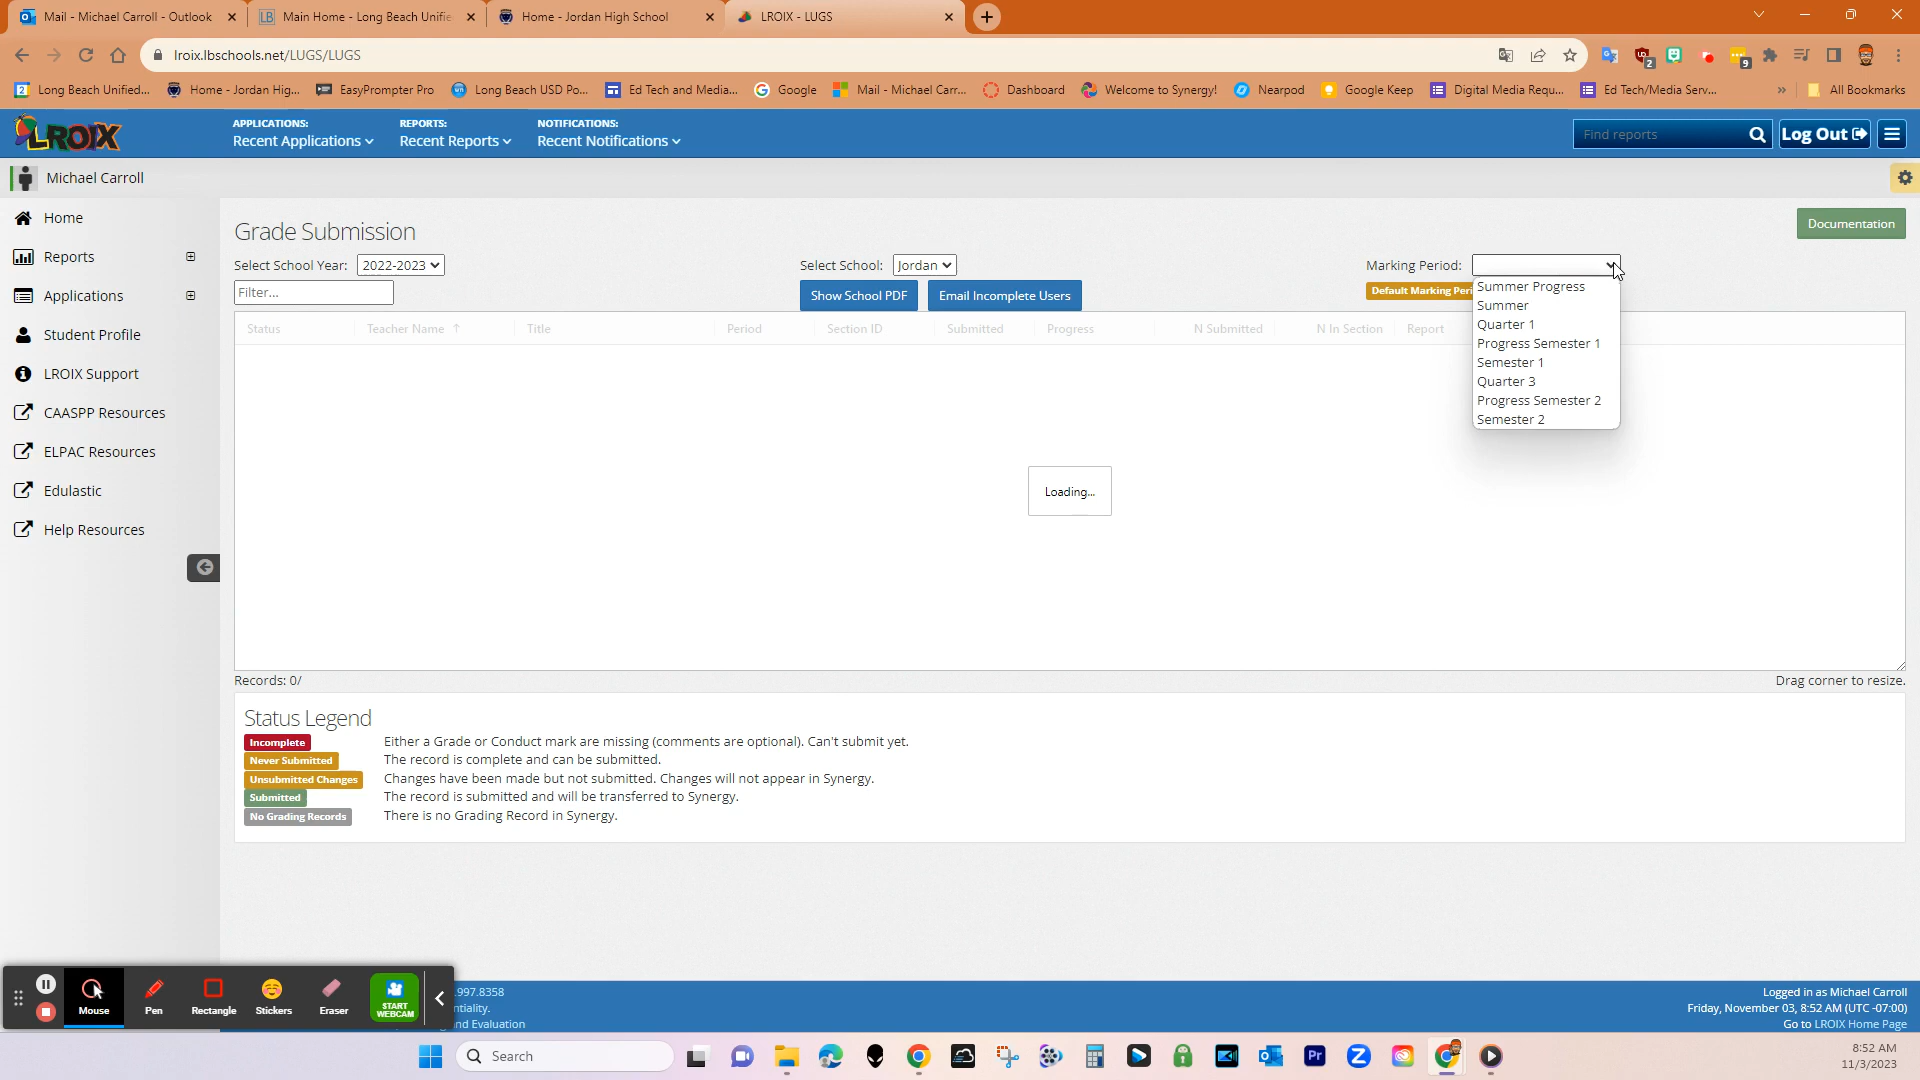 Mail - Michael Carroll - Outlook
Main Home - Long Beach Unifie
Home - Jordan High School
LROIX - LUGS
lroix.lbschools.net/LUGS/LUGS
2
9
Long Beach Unified...
Home - Jordan Hig...
EasyPrompter Pro
Long Beach USD Po...
Ed Tech and Media...
Google
Mail - Michael Carr...
Dashboard
Welcome to Synergy!
Nearpod
Google Keep
Digital Media Requ...
Ed Tech/Media Serv...
»
All Bookmarks
LROIX
APPLICATIONS:
Recent Applications
REPORTS:
Recent Reports
NOTIFICATIONS:
Recent Notifications
Find reports
Log Out
Michael Carroll
Home
Reports
Applications
Student Profile
LROIX Support
CAASPP Resources
ELPAC Resources
Edulastic
Help Resources
Grade Submission
Documentation
Select School Year: 2022-2023
Select School: Jordan
Marking Period:
Filter...
Show School PDF
Email Incomplete Users
Default Marking Peri
Summer Progress
Summer
Quarter 1
Progress Semester 1
Semester 1
Quarter 3
Progress Semester 2
Semester 2
Status
Teacher Name ↑
Title
Period
Section ID
Submitted
Progress
N Submitted
N In Section
Report
Loading...
Records: 0/
Drag corner to resize.
Status Legend
Incomplete Either a Grade or Conduct mark are missing (comments are optional). Can't submit yet.
Never Submitted The record is complete and can be submitted.
Unsubmitted Changes Changes have been made but not submitted. Changes will not appear in Synergy.
Submitted The record is submitted and will be transferred to Synergy.
No Grading Records There is no Grading Record in Synergy.
Mouse
Pen
Rectangle
Stickers
Eraser
START
WEBCAM
.997.8358
entiality.
nd Evaluation
Logged in as Michael Carroll
Friday, November 03, 8:52 AM (UTC -07:00)
Go to LROIX Home Page
Search
Pr
Z
8:52 AM
11/3/2023